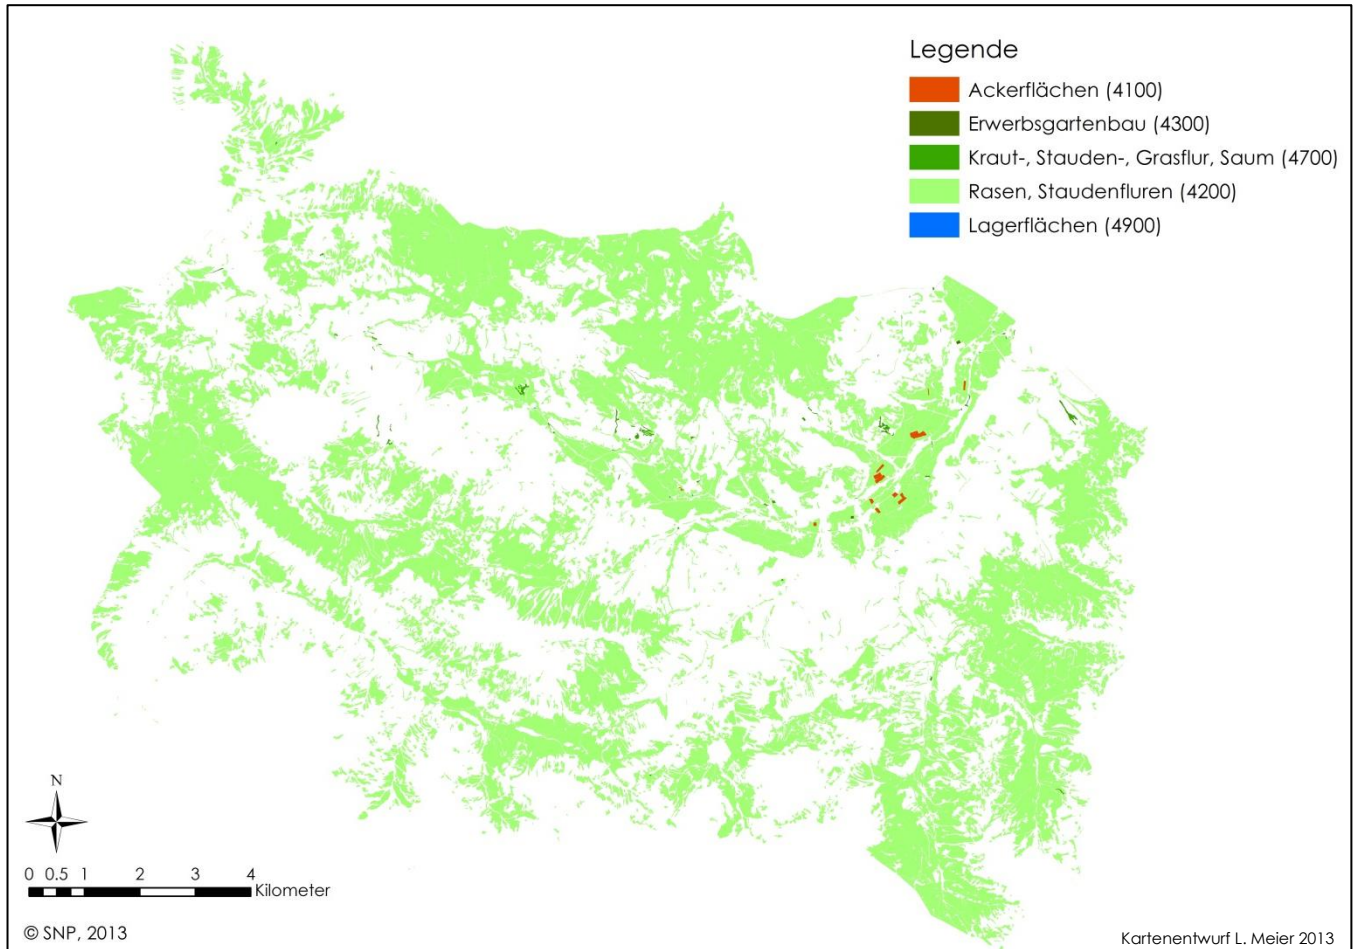 Legende
Ackerflächen (4100)
Erwerbsgartenbau (4300)
Kraut-, Stauden-, Grasflur, Saum (4700)
Rasen, Staudenfluren (4200)
Lagerflächen (4900)
N
0 0.5 1 2 3 4
Kilometer
© SNP, 2013
Kartenentwurf L. Meier 2013